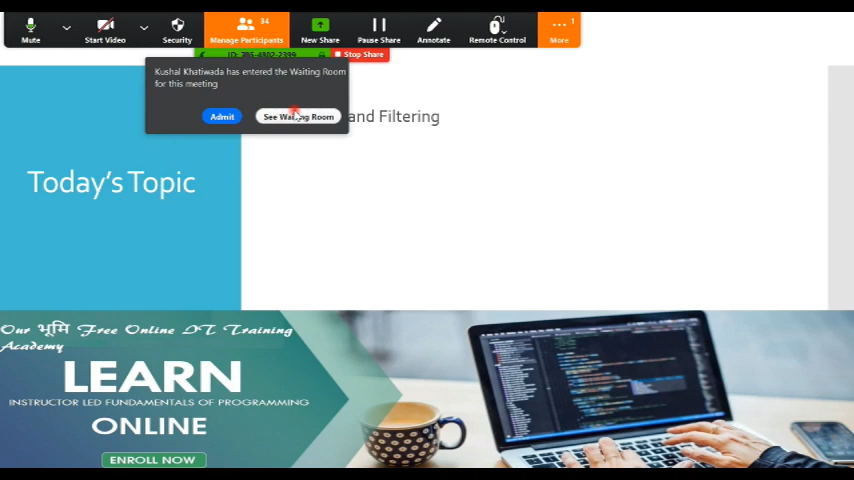 34
1
Mute
Start Video
Security
Manage Participants
New Share
Pause Share
Annotate
Remote Control
More
Stop Share
Kushal Khatiwada has entered the Waiting Room
for this meeting
Admit
See Waiting Room
and Filtering
Today's Topic
Our भूमि Free Online IT Training
Academy
LEARN
INSTRUCTOR LED FUNDAMENTALS OF PROGRAMMING
ONLINE
ENROLL NOW